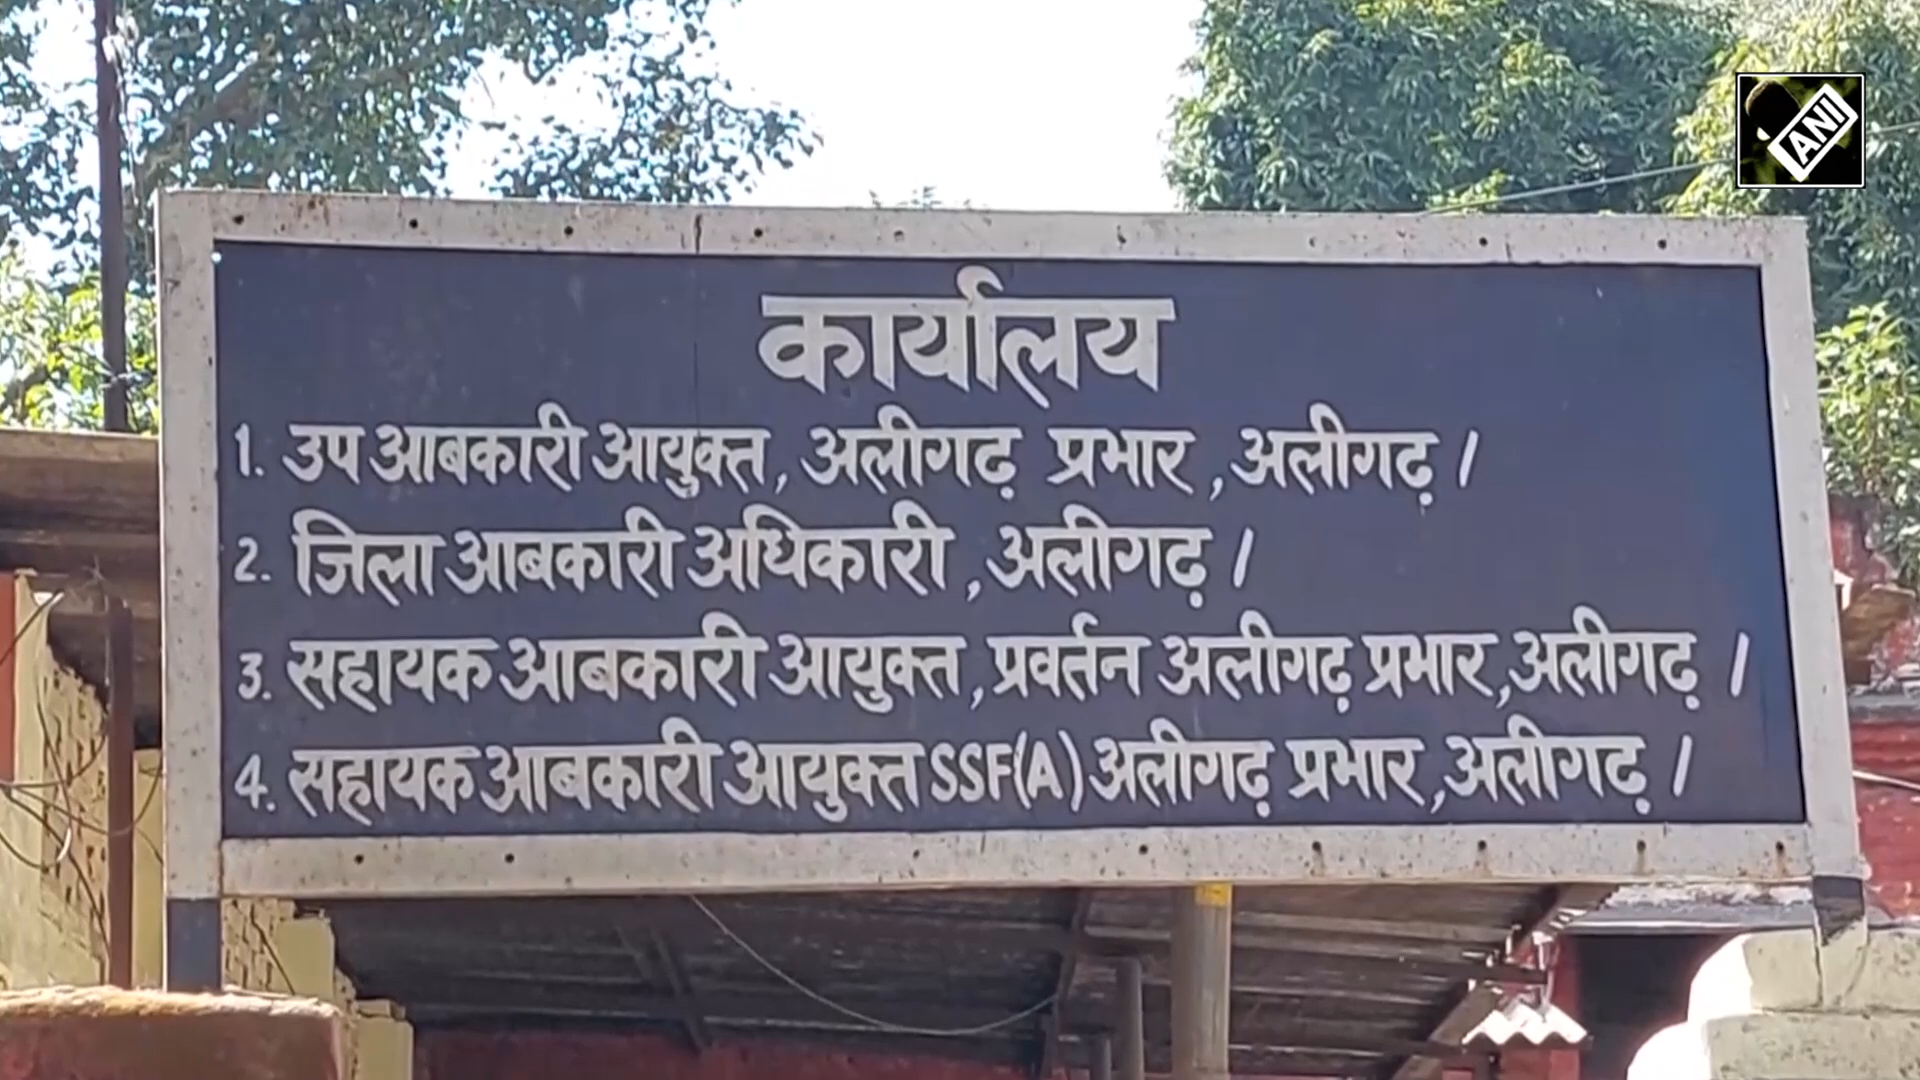 ANI
कार्यालय
1. उप आबकारी आयुक्त, अलीगढ़ प्रभार, अलीगढ़ ।
2. जिला आबकारी अधिकारी, अलीगढ़ ।
3. सहायक आबकारी आयुक्त, प्रवर्तन अलीगढ़ प्रभार, अलीगढ़ ।
4. सहायक आबकारी आयुक्त SSF(A) अलीगढ़ प्रभार, अलीगढ़ ।